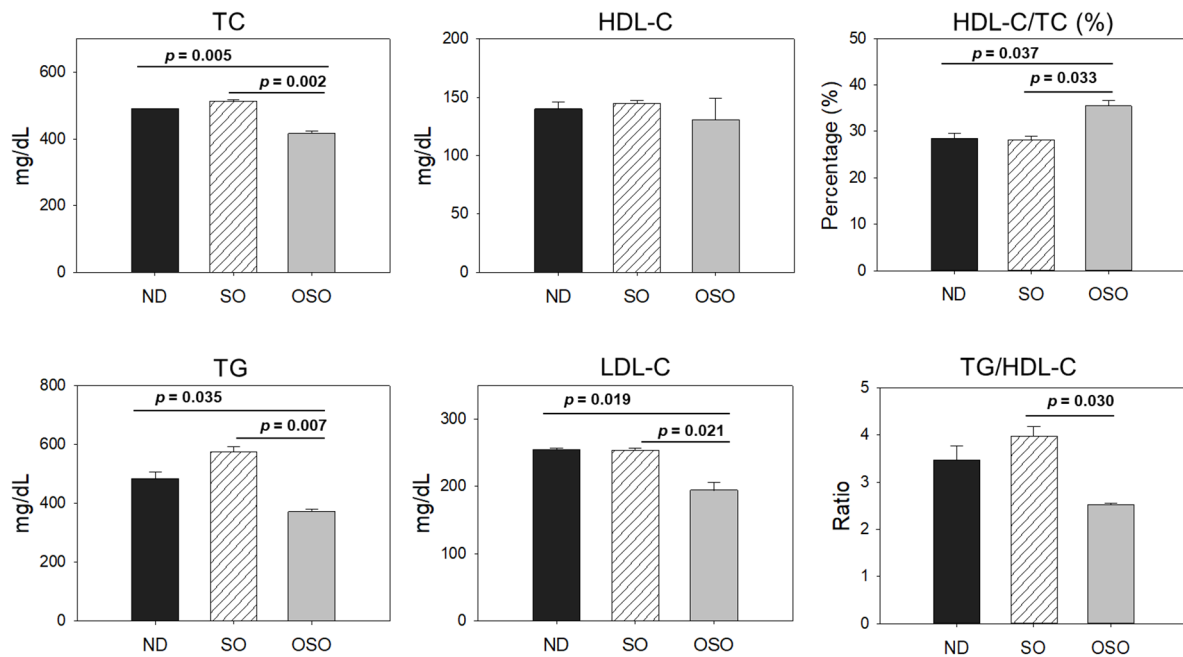 TC
mg/dL
600
400
200
0
p = 0.005
p = 0.002
ND SO OSO
HDL-C
mg/dL
200
150
100
50
0
ND SO OSO
HDL-C/TC (%)
Percentage (%)
50
40
30
20
10
0
p = 0.037
p = 0.033
ND SO OSO
TG
mg/dL
800
600
400
200
0
p = 0.035
p = 0.007
ND SO OSO
LDL-C
mg/dL
300
200
100
0
p = 0.019
p = 0.021
ND SO OSO
TG/HDL-C
Ratio
5
4
3
2
1
0
p = 0.030
ND SO OSO